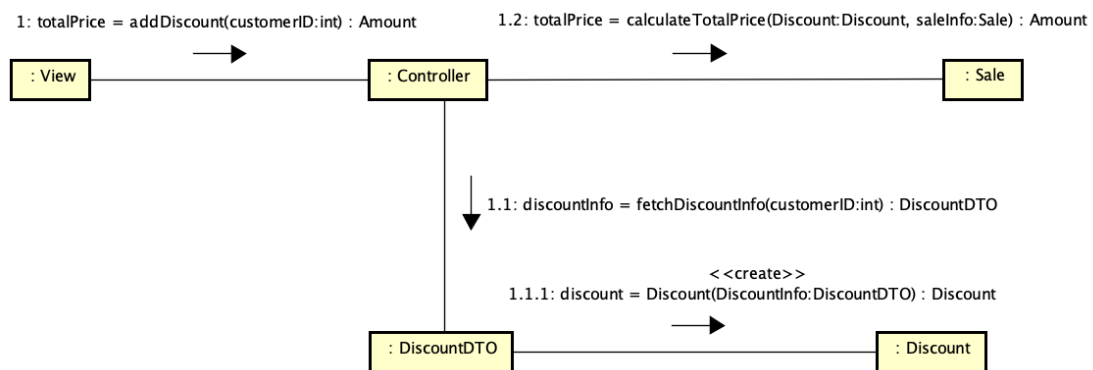 1: totalPrice = addDiscount(customerID:int) : Amount
1.2: totalPrice = calculateTotalPrice(Discount:Discount, saleInfo:Sale) : Amount
: View
: Controller
: Sale
1.1: discountInfo = fetchDiscountInfo(customerID:int) : DiscountDTO
<<create>>
1.1.1: discount = Discount(DiscountInfo:DiscountDTO) : Discount
: DiscountDTO
: Discount